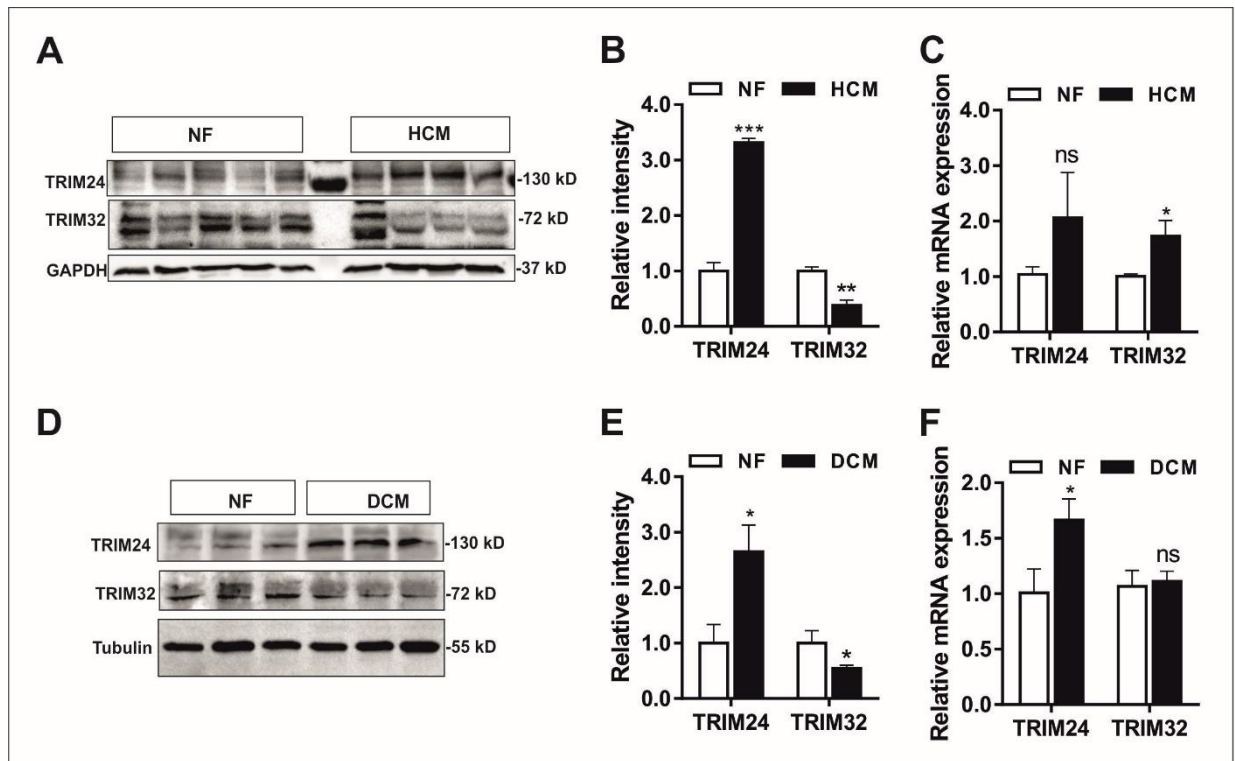 A
NF HCM
TRIM24 -130 kD
TRIM32 -72 kD
GAPDH -37 kD
B
NF HCM
Relative intensity
4.0
3.0
2.0
1.0
0.0
***
**
TRIM24 TRIM32
C
NF HCM
Relative mRNA expression
4.0
3.0
2.0
1.0
0.0
ns
*
TRIM24 TRIM32
D
NF DCM
TRIM24 -130 kD
TRIM32 -72 kD
Tubulin -55 kD
E
NF DCM
Relative intensity
4.0
3.0
2.0
1.0
0.0
*
*
TRIM24 TRIM32
F
NF DCM
Relative mRNA expression
2.0
1.5
1.0
0.5
0.0
*
ns
TRIM24 TRIM32